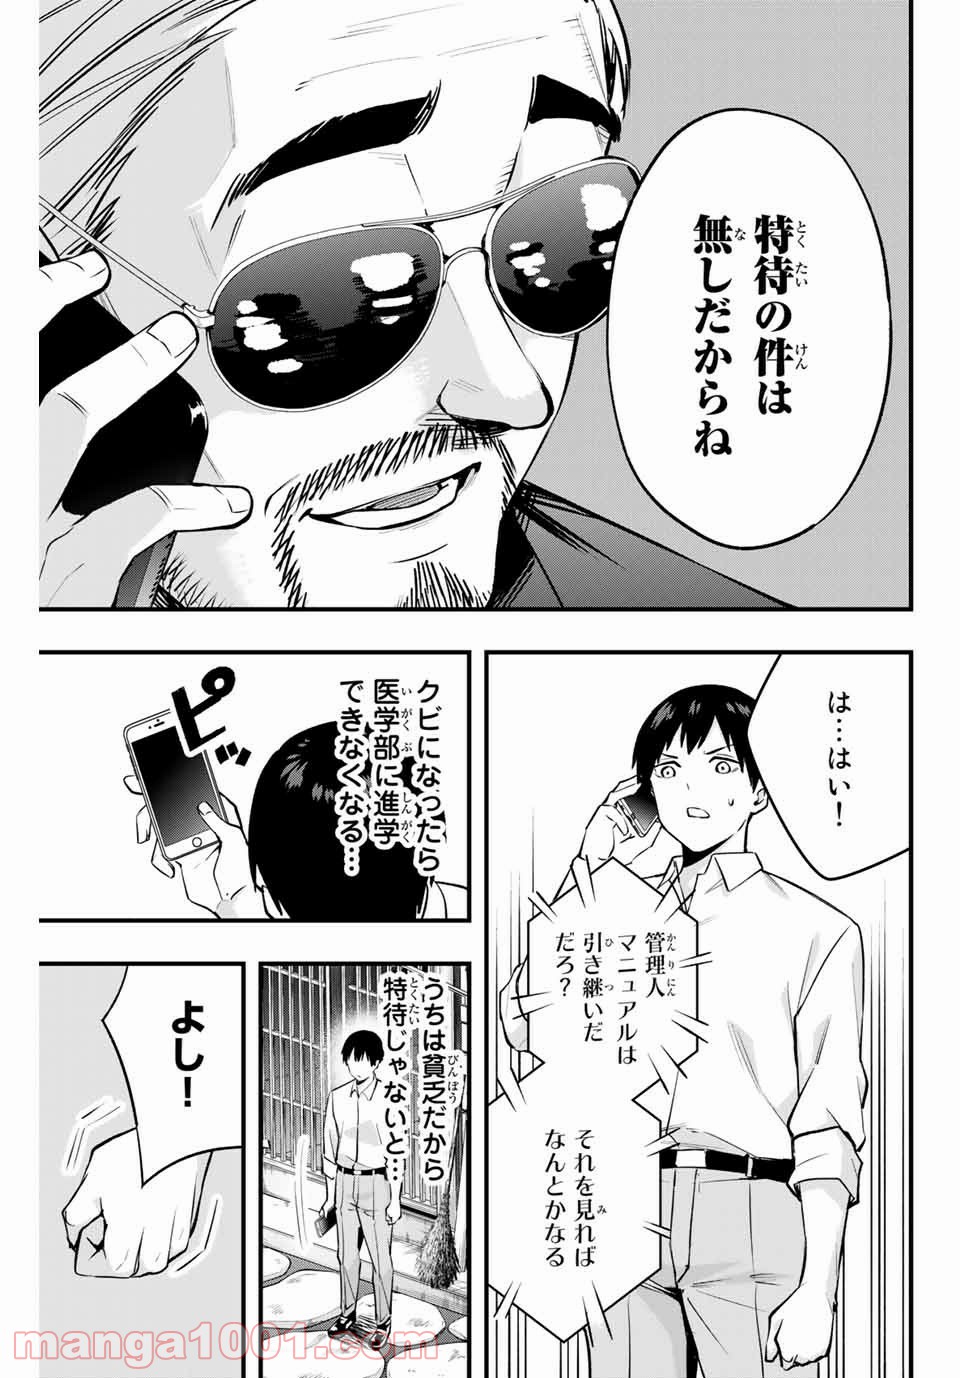 特待の件は
無しだからね
は…はい！
管理人
マニュアルは
引き継いだ
だろ？
それを見れば
なんとかなる
ピッ
クビになったら
医学部に進学
できなくなる…
うちは貧乏だから
特待じゃないと…
よし！
manga1001.com